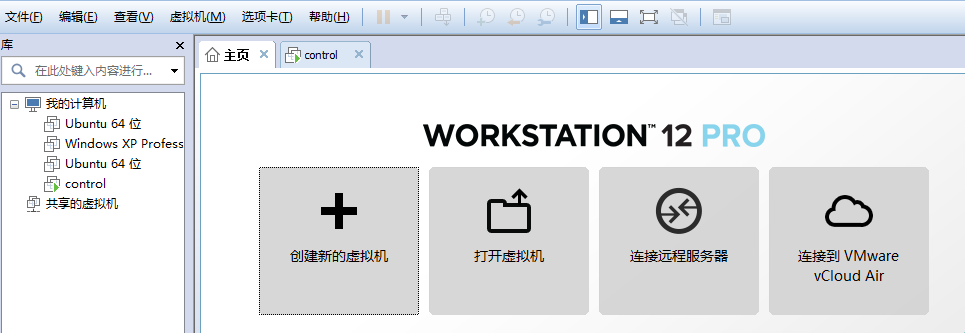 文件(F) 编辑(E) 查看(V) 虚拟机(M) 选项卡(T) 帮助(H)
库
在此处键入内容进行...
我的计算机
Ubuntu 64 位
Windows XP Profess
Ubuntu 64 位
control
共享的虚拟机
主页 control
WORKSTATION™ 12 PRO
创建新的虚拟机
打开虚拟机
连接远程服务器
连接到 VMware
vCloud Air